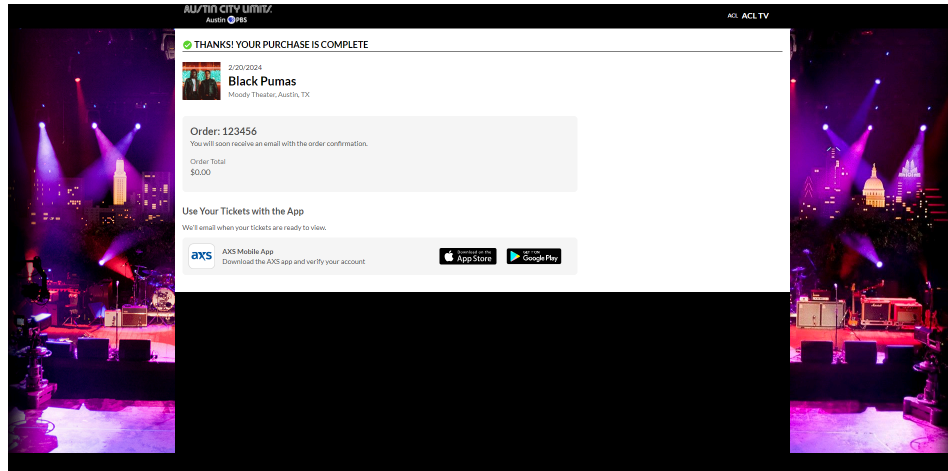 AUSTIN CITY LIMITS
Austin PBS
ACL ACL TV
THANKS! YOUR PURCHASE IS COMPLETE
2/20/2024
Black Pumas
Moody Theater, Austin, TX
Order: 123456
You will soon receive an email with the order confirmation.
Order Total
$0.00
Use Your Tickets with the App
We'll email when your tickets are ready to view.
axs
AXS Mobile App
Download the AXS app and verify your account
Download on the
App Store
GET IT ON
Google Play